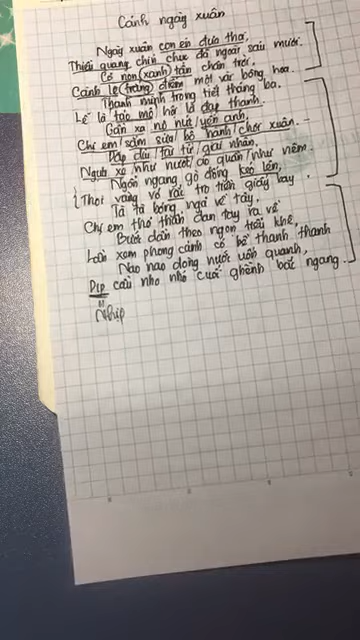 Cảnh ngày xuân
Ngày xuân con én đưa thoi,
Thiều quang chín chục đã ngoài sáu mươi.
Cỏ non xanh tận chân trời,
Cành lê trắng điểm một vài bông hoa.
Thanh minh trong tiết tháng ba,
Lễ là tảo mộ hội là đạp thanh.
Gần xa nô nức yến anh,
Chị em/sắm sửa/bộ hành/chơi xuân.
Dập dìu/tài tử/giai nhân,
Ngựa xe như nước/áo quần/như nêm.
Ngổn ngang gò đống kéo lên,
Thoi vàng vó rắc tro tiền giấy bay.
Tà tà bóng ngả về tây,
Chị em thơ thẩn dan tay ra về
Bước dần theo ngọn tiểu khê,
Lần xem phong cảnh có bề thanh thanh
Nao nao dòng nước uốn quanh,
Dịp cầu nho nhỏ cuối ghềnh bắc ngang.
Nhịp